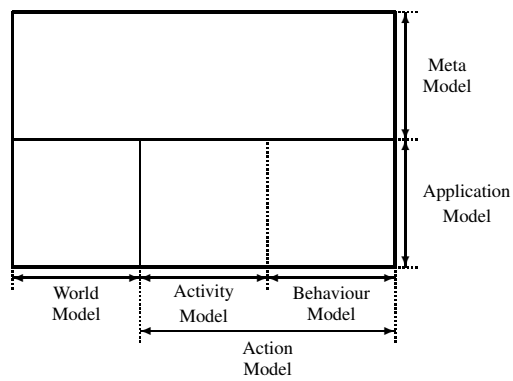 Meta
Model
Application
Model
World
Model
Activity
Model
Behaviour
Model
Action
Model